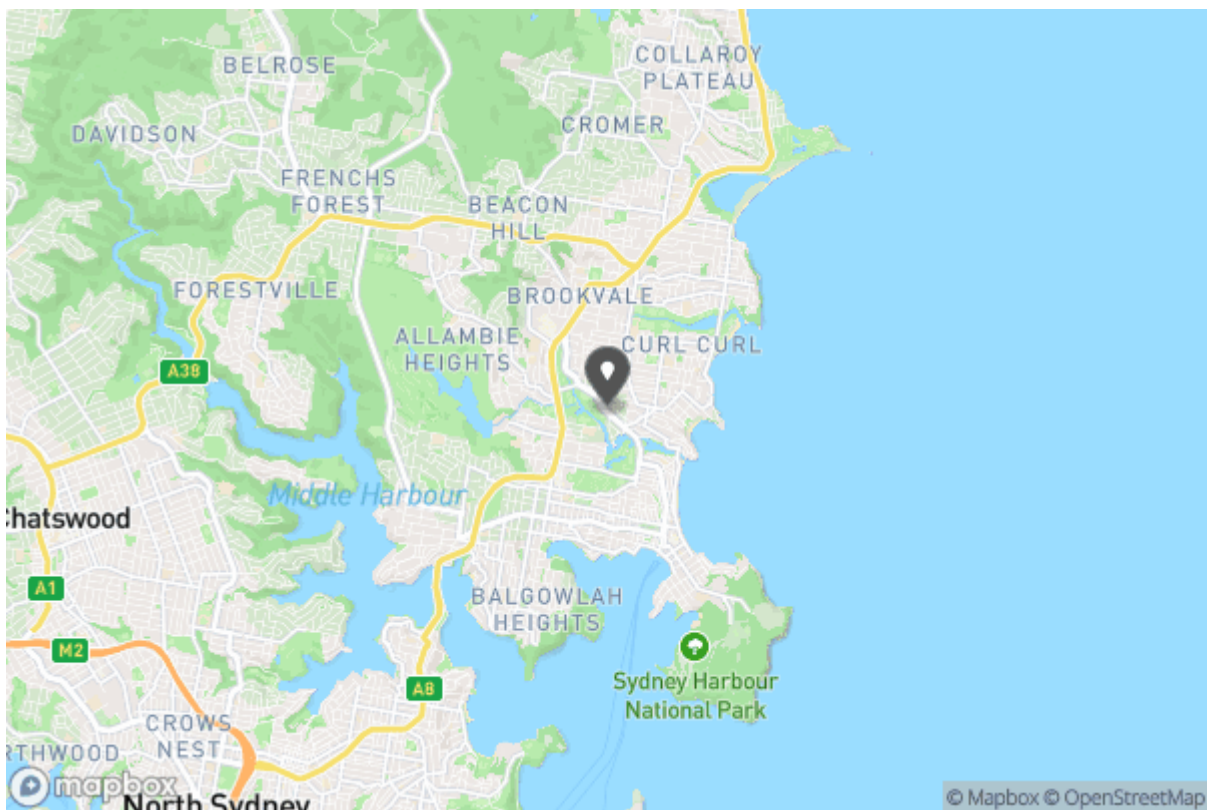 COLLAROY
PLATEAU
BELROSE
CROMER
DAVIDSON
FRENCHS
FOREST
BEACON
HILL
FORESTVILLE
BROOKVALE
ALLAMBIE
HEIGHTS
CURL CURL
A38
Middle Harbour
Chatswood
A1
BALGOWLAH
HEIGHTS
M2
Sydney Harbour
National Park
A8
CROWS
NEST
RTHWOOD
mapbox
North Sydney
© Mapbox © OpenStreetMap